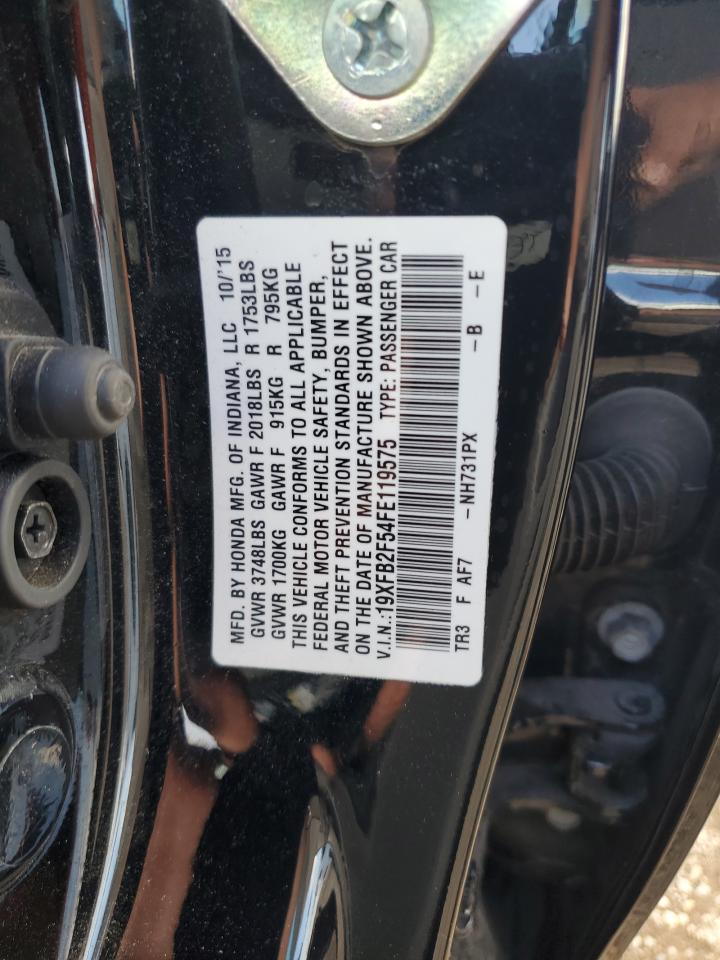 MFD. BY HONDA MFG. OF INDIANA, LLC 10/'15
GVWR 3748LBS GAWR F 2018LBS R 1753LBS
GVWR 1700KG GAWR F 915KG R 795KG
THIS VEHICLE CONFORMS TO ALL APPLICABLE
FEDERAL MOTOR VEHICLE SAFETY, BUMPER,
AND THEFT PREVENTION STANDARDS IN EFFECT
ON THE DATE OF MANUFACTURE SHOWN ABOVE.
V.I.N.:19XFB2F54FE119575 TYPE: PASSENGER CAR
TR3 F AF7 -NH731PX -B -E